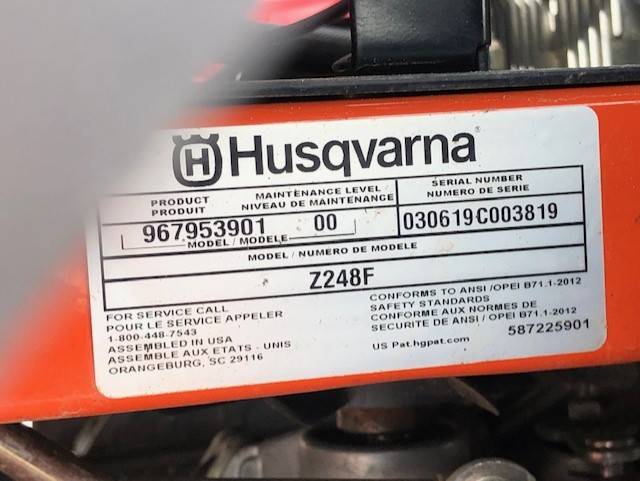 H Husqvarna
PRODUCT MAINTENANCE LEVEL SERIAL NUMBER
PRODUIT NIVEAU DE MAINTENANCE NUMERO DE SERIE
967953901 00 030619C003819
MODEL / MODELE
MODEL / NUMERO DE MODELE
Z248F
FOR SERVICE CALL
POUR LE SERVICE APPELER
1-800-448-7543
ASSEMBLED IN USA
ASSEMBLE AUX ETATS - UNIS
ORANGEBURG, SC 29116
CONFORMS TO ANSI /OPEI B71.1-2012
SAFETY STANDARDS
CONFORME AUX NORMES DE
SECURITE DE ANSI / OPEI B71.1-2012
587225901
US Pat.hgpat.com